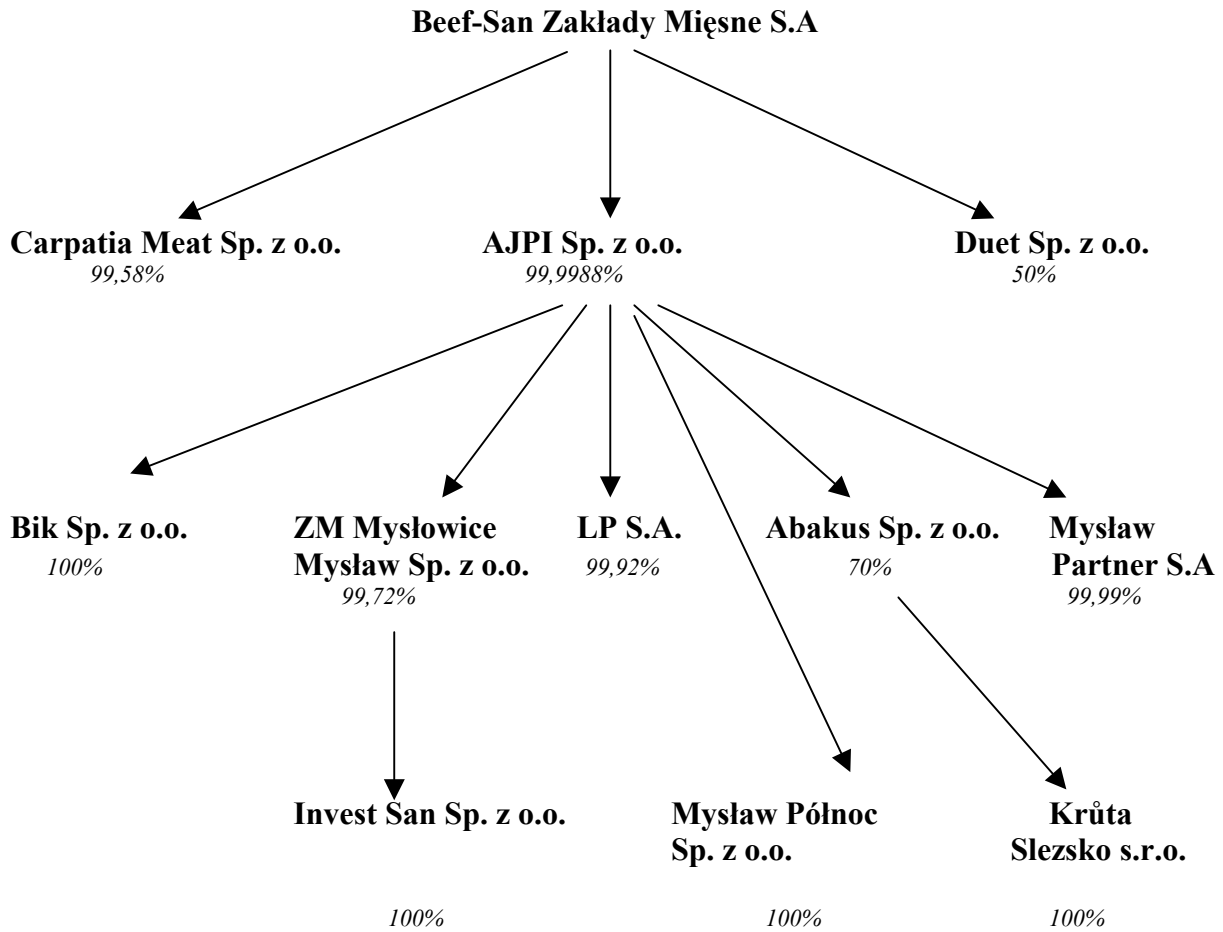 Beef-San Zakłady Mięsne S.A
Carpatia Meat Sp. z o.o.
99,58%
AJPI Sp. z o.o.
99,9988%
Duet Sp. z o.o.
50%
Bik Sp. z o.o.
100%
ZM Mysłowice
Mysław Sp. z o.o.
99,72%
LP S.A.
99,92%
Abakus Sp. z o.o.
70%
Mysław
Partner S.A
99,99%
Invest San Sp. z o.o.
100%
Mysław Północ
Sp. z o.o.
100%
Krůta
Slezsko s.r.o.
100%